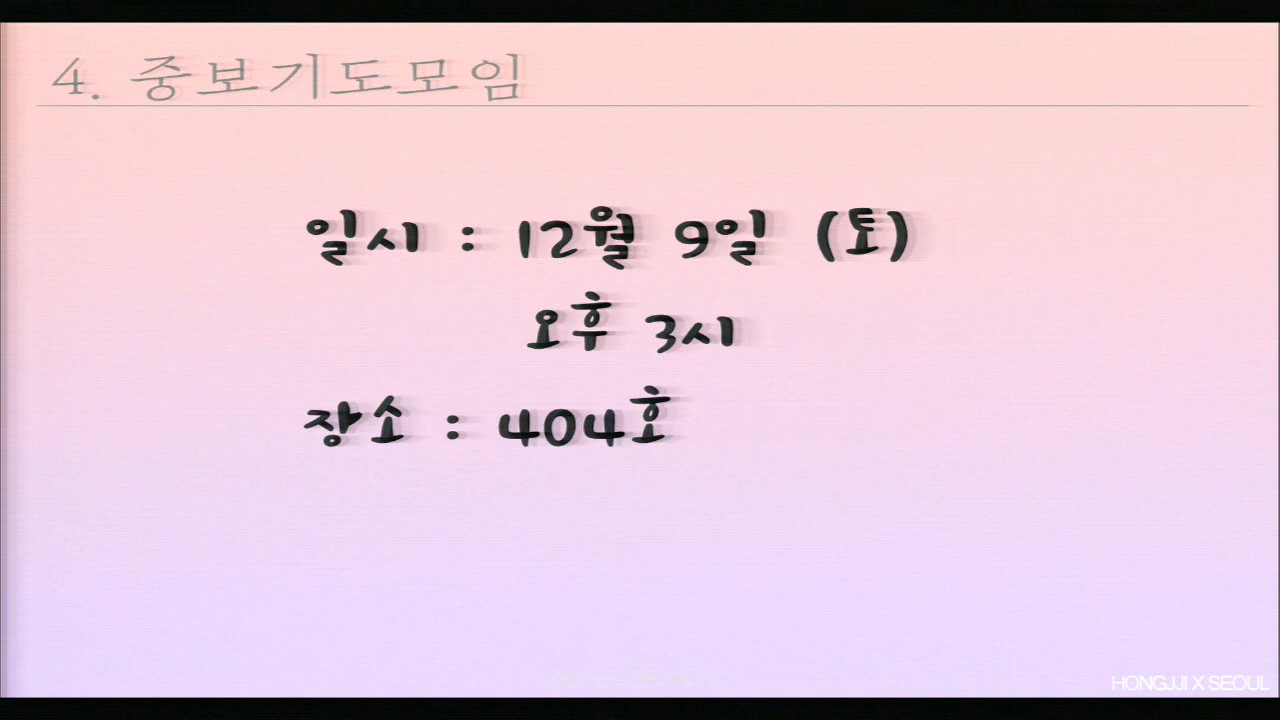 4. 중보기도모임
일시 : 12월 9일 (토)
오후 3시
장소 : 404호
HONGJJI X SEOUL